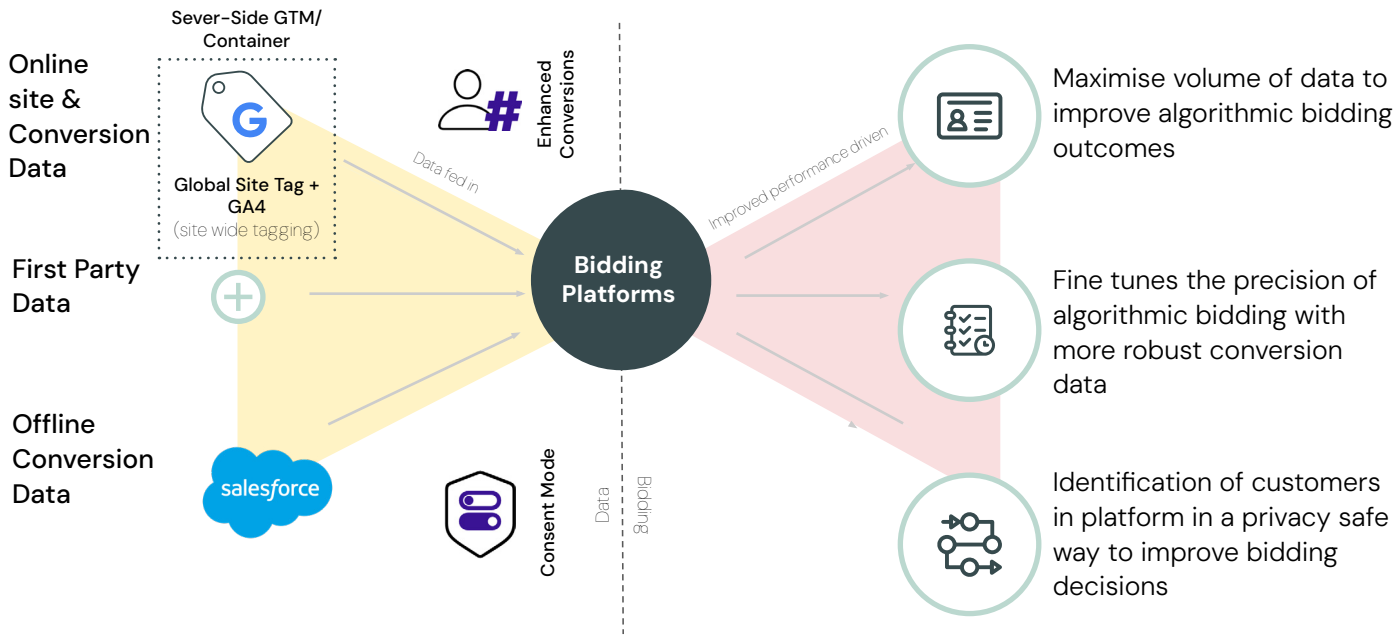 Sever-Side GTM/
Container
Online
site &
Conversion
Data
G
Global Site Tag +
GA4
(site wide tagging)
First Party
Data
Offline
Conversion
Data
salesforce
Data fed in
#
Enhanced
Conversions
Consent Mode
Data
Bidding
Bidding
Platforms
Improved performance driven
Maximise volume of data to
improve algorithmic bidding
outcomes
Fine tunes the precision of
algorithmic bidding with
more robust conversion
data
Identification of customers
in platform in a privacy safe
way to improve bidding
decisions